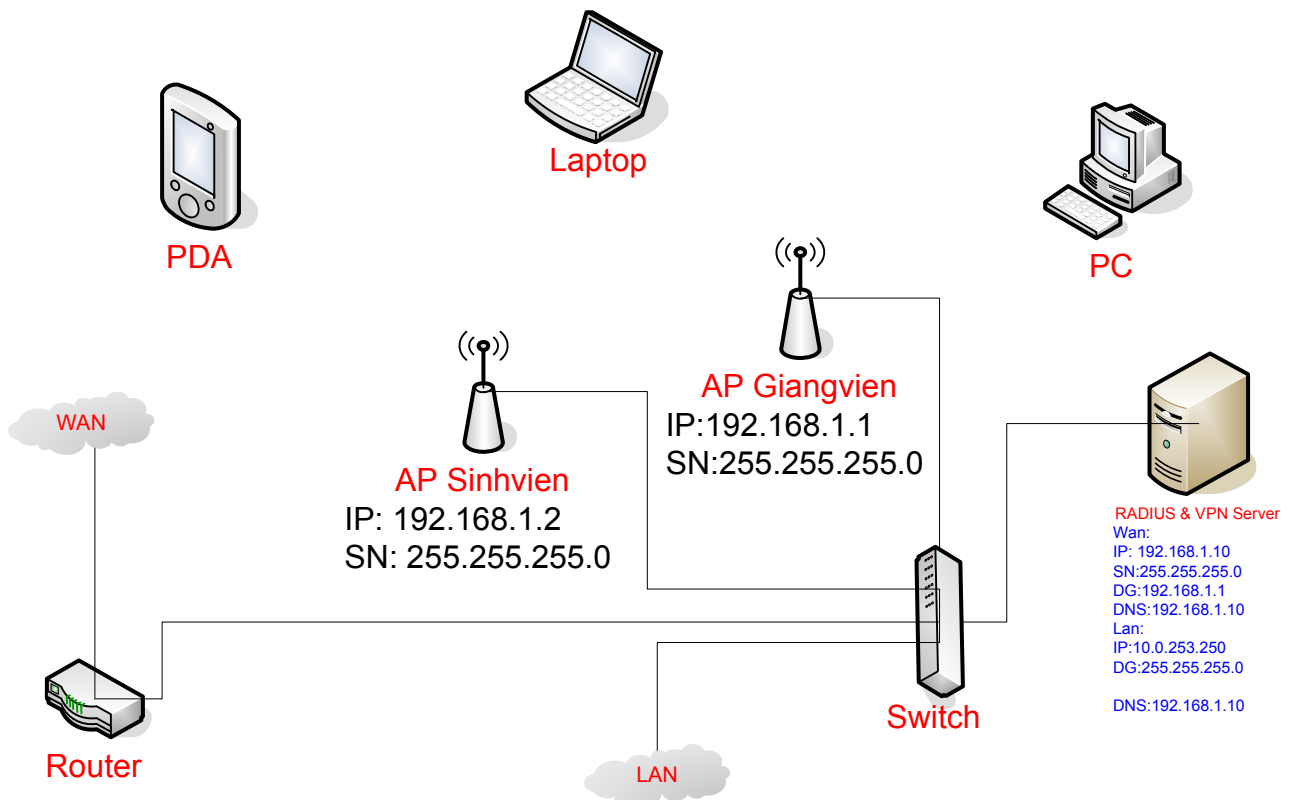 Laptop
PDA
PC
AP Giangvien
IP:192.168.1.1
SN:255.255.255.0
WAN
AP Sinhvien
IP: 192.168.1.2
SN: 255.255.255.0
RADIUS & VPN Server
Wan:
IP: 192.168.1.10
SN:255.255.255.0
DG:192.168.1.1
DNS:192.168.1.10
Lan:
IP:10.0.253.250
DG:255.255.255.0
DNS:192.168.1.10
Switch
Router
LAN